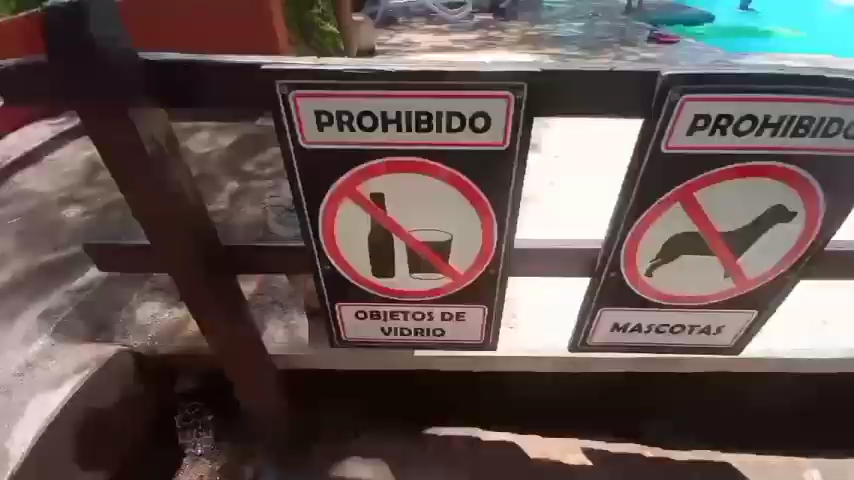 PROHIBIDO
OBJETOS DE
VIDRIO
PROHIBIDO
MASCOTAS